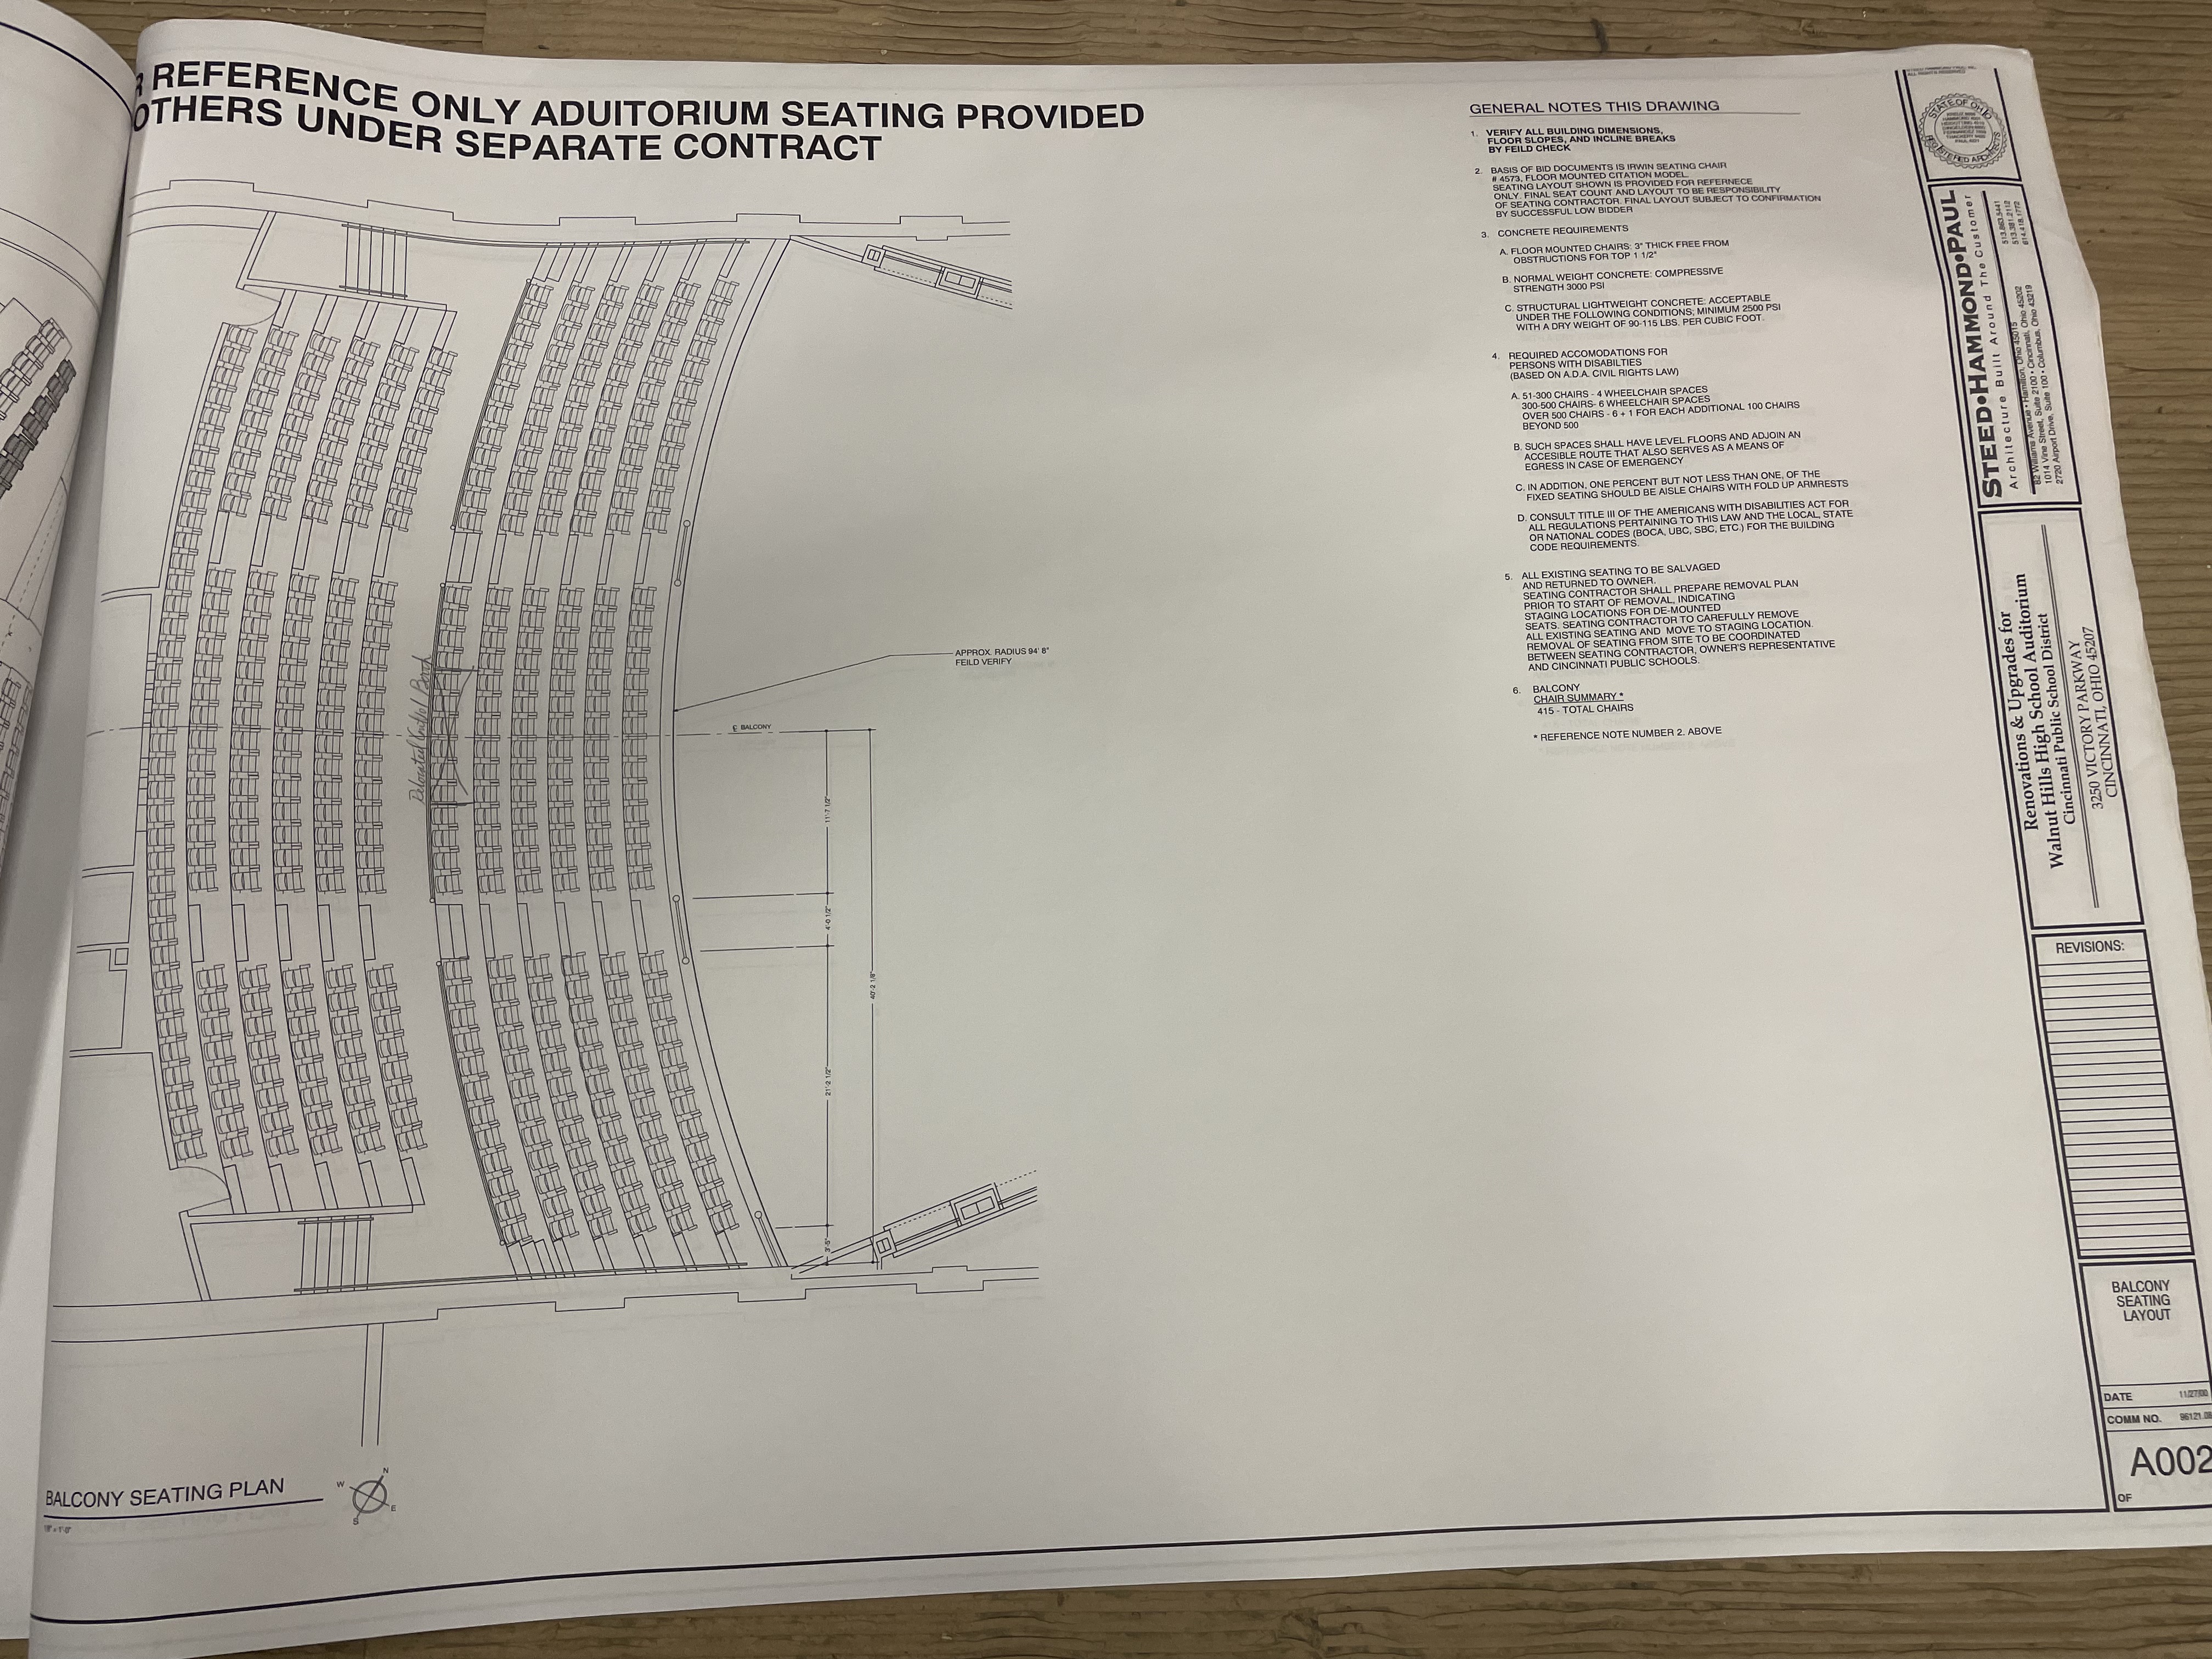 REFERENCE ONLY ADUITORIUM SEATING PROVIDED
OTHERS UNDER SEPARATE CONTRACT
GENERAL NOTES THIS DRAWING
1. VERIFY ALL BUILDING DIMENSIONS,
FLOOR SLOPES, AND INCLINE BREAKS
BY FEILD CHECK
2. BASIS OF BID DOCUMENTS IS IRWIN SEATING CHAIR
# 4573, FLOOR MOUNTED CITATION MODEL.
SEATING LAYOUT SHOWN IS PROVIDED FOR REFERNECE
ONLY. FINAL SEAT COUNT AND LAYOUT TO BE RESPONSIBILITY
OF SEATING CONTRACTOR. FINAL LAYOUT SUBJECT TO CONFIRMATION
BY SUCCESSFUL LOW BIDDER
3. CONCRETE REQUIREMENTS
A. FLOOR MOUNTED CHAIRS: 3" THICK FREE FROM
OBSTRUCTIONS FOR TOP 1 1/2"
B. NORMAL WEIGHT CONCRETE: COMPRESSIVE
STRENGTH 3000 PSI
C. STRUCTURAL LIGHTWEIGHT CONCRETE: ACCEPTABLE
UNDER THE FOLLOWING CONDITIONS; MINIMUM 2500 PSI
WITH A DRY WEIGHT OF 90-115 LBS. PER CUBIC FOOT.
4. REQUIRED ACCOMODATIONS FOR
PERSONS WITH DISABILTIES
(BASED ON A.D.A. CIVIL RIGHTS LAW)
A. 51-300 CHAIRS - 4 WHEELCHAIR SPACES
300-500 CHAIRS- 6 WHEELCHAIR SPACES
OVER 500 CHAIRS - 6 + 1 FOR EACH ADDITIONAL 100 CHAIRS
BEYOND 500
B. SUCH SPACES SHALL HAVE LEVEL FLOORS AND ADJOIN AN
ACCESIBLE ROUTE THAT ALSO SERVES AS A MEANS OF
EGRESS IN CASE OF EMERGENCY
C. IN ADDITION, ONE PERCENT BUT NOT LESS THAN ONE, OF THE
FIXED SEATING SHOULD BE AISLE CHAIRS WITH FOLD UP ARMRESTS
D. CONSULT TITLE III OF THE AMERICANS WITH DISABILITIES ACT FOR
ALL REGULATIONS PERTAINING TO THIS LAW AND THE LOCAL, STATE
OR NATIONAL CODES (BOCA, UBC, SBC, ETC.) FOR THE BUILDING
CODE REQUIREMENTS.
5. ALL EXISTING SEATING TO BE SALVAGED
AND RETURNED TO OWNER.
SEATING CONTRACTOR SHALL PREPARE REMOVAL PLAN
PRIOR TO START OF REMOVAL, INDICATING
STAGING LOCATIONS FOR DE-MOUNTED
SEATS. SEATING CONTRACTOR TO CAREFULLY REMOVE
ALL EXISTING SEATING AND MOVE TO STAGING LOCATION.
REMOVAL OF SEATING FROM SITE TO BE COORDINATED
BETWEEN SEATING CONTRACTOR, OWNER'S REPRESENTATIVE
AND CINCINNATI PUBLIC SCHOOLS.
6. BALCONY
CHAIR SUMMARY *
415 - TOTAL CHAIRS
* REFERENCE NOTE NUMBER 2. ABOVE
APPROX. RADIUS 94' 8"
FEILD VERIFY
℄ BALCONY
11'-7 1/2"
4'-0 1/2"
40'-2 1/8"
21'-2 1/2"
3'-5"
BALCONY SEATING PLAN
1/8" = 1'-0"
N
W
E
S
STATE OF OHIO
REGISTERED ARCHITECTS
STEED•HAMMOND•PAUL
Architecture Built Around The Customer
82 Williams Avenue • Hamilton, Ohio 45015
1014 Vine Street, Suite 2100 • Cincinnati, Ohio 45202
2720 Airport Drive, Suite 100 • Columbus, Ohio 43219
513.863.5441
513.381.2112
Renovations & Upgrades for
Walnut Hills High School Auditorium
Cincinnati Public School District
3250 VICTORY PARKWAY
CINCINNATI, OHIO 45207
REVISIONS:
BALCONY
SEATING
LAYOUT
DATE 11/27/00
COMM NO. 96121.08
A002
OF